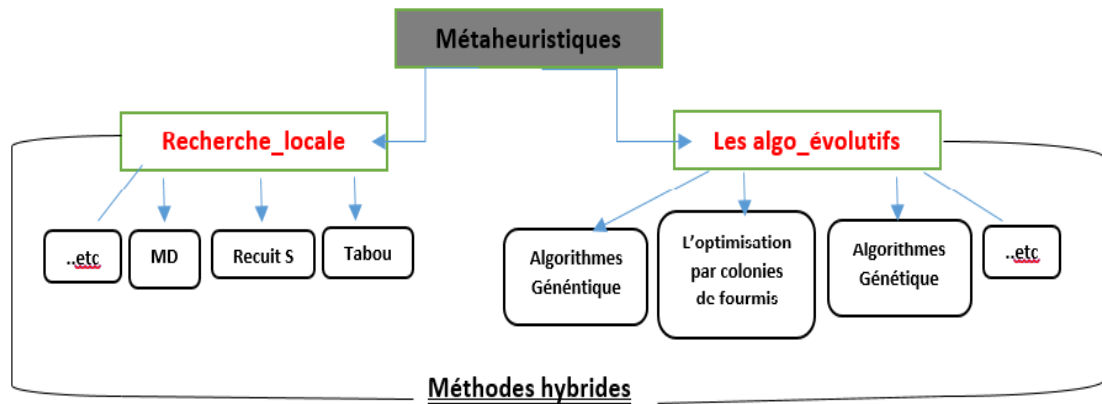 Métaheuristiques
Recherche_locale
Les algo_évolutifs
..etc
MD
Recuit S
Tabou
Algorithmes
Généntique
L'optimisation
par colonies
de fourmis
Algorithmes
Génétique
..etc
Méthodes hybrides